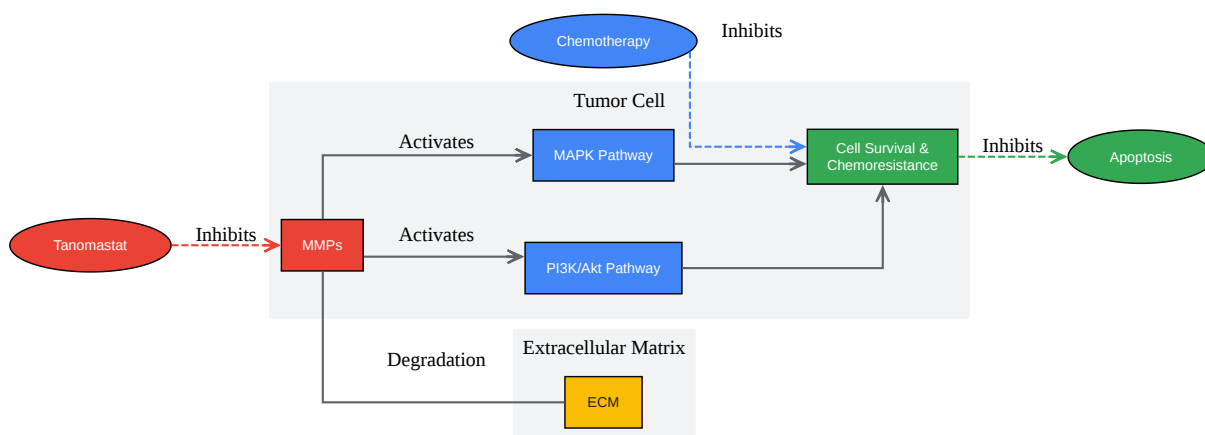 Chemotherapy
Inhibits
Tumor Cell
Activates
MAPK Pathway
Cell Survival &
Chemoresistance
Inhibits
Apoptosis
Tanomastat
Inhibits
MMPs
Activates
PI3K/Akt Pathway
Degradation
Extracellular Matrix
ECM